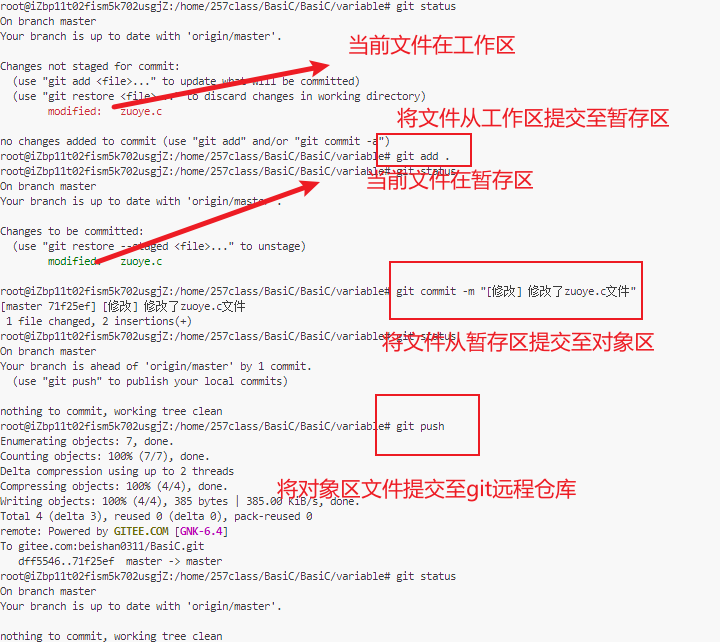 root@iZbp11t02fism5k702usgjZ:/home/257class/BasiC/BasiC/variable# git status
On branch master
Your branch is up to date with 'origin/master'.
当前文件在工作区
Changes not staged for commit:
  (use "git add <file>..." to update what will be committed)
  (use "git restore <file>..." to discard changes in working directory)
        modified:   zuoye.c
将文件从工作区提交至暂存区
no changes added to commit (use "git add" and/or "git commit -a")
root@iZbp11t02fism5k702usgjZ:/home/257class/BasiC/BasiC/variable# git add .
root@iZbp11t02fism5k702usgjZ:/home/257class/BasiC/BasiC/variable# git status
当前文件在暂存区
On branch master
Your branch is up to date with 'origin/master'.
Changes to be committed:
  (use "git restore --staged <file>..." to unstage)
        modified:   zuoye.c
root@iZbp11t02fism5k702usgjZ:/home/257class/BasiC/BasiC/variable# git commit -m "[修改] 修改了zuoye.c文件"
[master 71f25ef] [修改] 修改了zuoye.c文件
 1 file changed, 2 insertions(+)
root@iZbp11t02fism5k702usgjZ:/home/257class/BasiC/BasiC/variable# git status
将文件从暂存区提交至对象区
On branch master
Your branch is ahead of 'origin/master' by 1 commit.
  (use "git push" to publish your local commits)
nothing to commit, working tree clean
root@iZbp11t02fism5k702usgjZ:/home/257class/BasiC/BasiC/variable# git push
Enumerating objects: 7, done.
Counting objects: 100% (7/7), done.
Delta compression using up to 2 threads
Compressing objects: 100% (4/4), done.
将对象区文件提交至git远程仓库
Writing objects: 100% (4/4), 385 bytes | 385.00 KiB/s, done.
Total 4 (delta 3), reused 0 (delta 0), pack-reused 0
remote: Powered by GITEE.COM [GNK-6.4]
To gitee.com:beishan0311/BasiC.git
   dff5546..71f25ef  master -> master
root@iZbp11t02fism5k702usgjZ:/home/257class/BasiC/BasiC/variable# git status
On branch master
Your branch is up to date with 'origin/master'.
nothing to commit, working tree clean